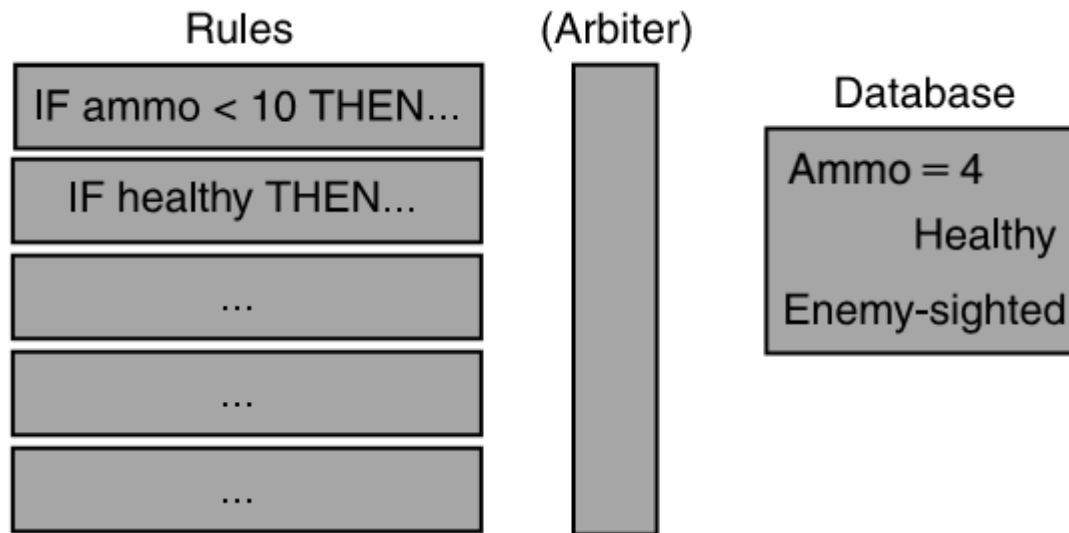 Rules
IF ammo < 10 THEN...
IF healthy THEN...
...
...
...
(Arbiter)
Database
Ammo = 4
Healthy
Enemy-sighted